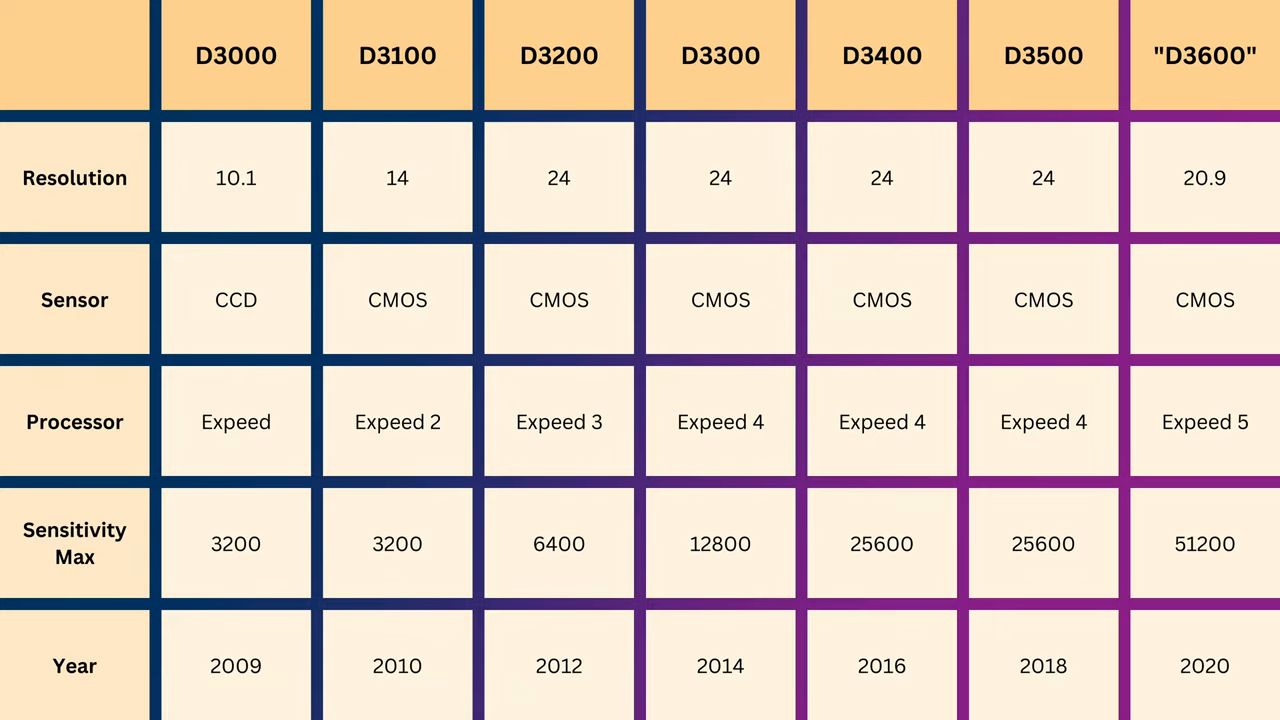 D3000 D3100 D3200 D3300 D3400 D3500 "D3600"
Resolution 10.1 14 24 24 24 24 20.9
Sensor CCD CMOS CMOS CMOS CMOS CMOS CMOS
Processor Expeed Expeed 2 Expeed 3 Expeed 4 Expeed 4 Expeed 4 Expeed 5
Sensitivity
Max 3200 3200 6400 12800 25600 25600 51200
Year 2009 2010 2012 2014 2016 2018 2020